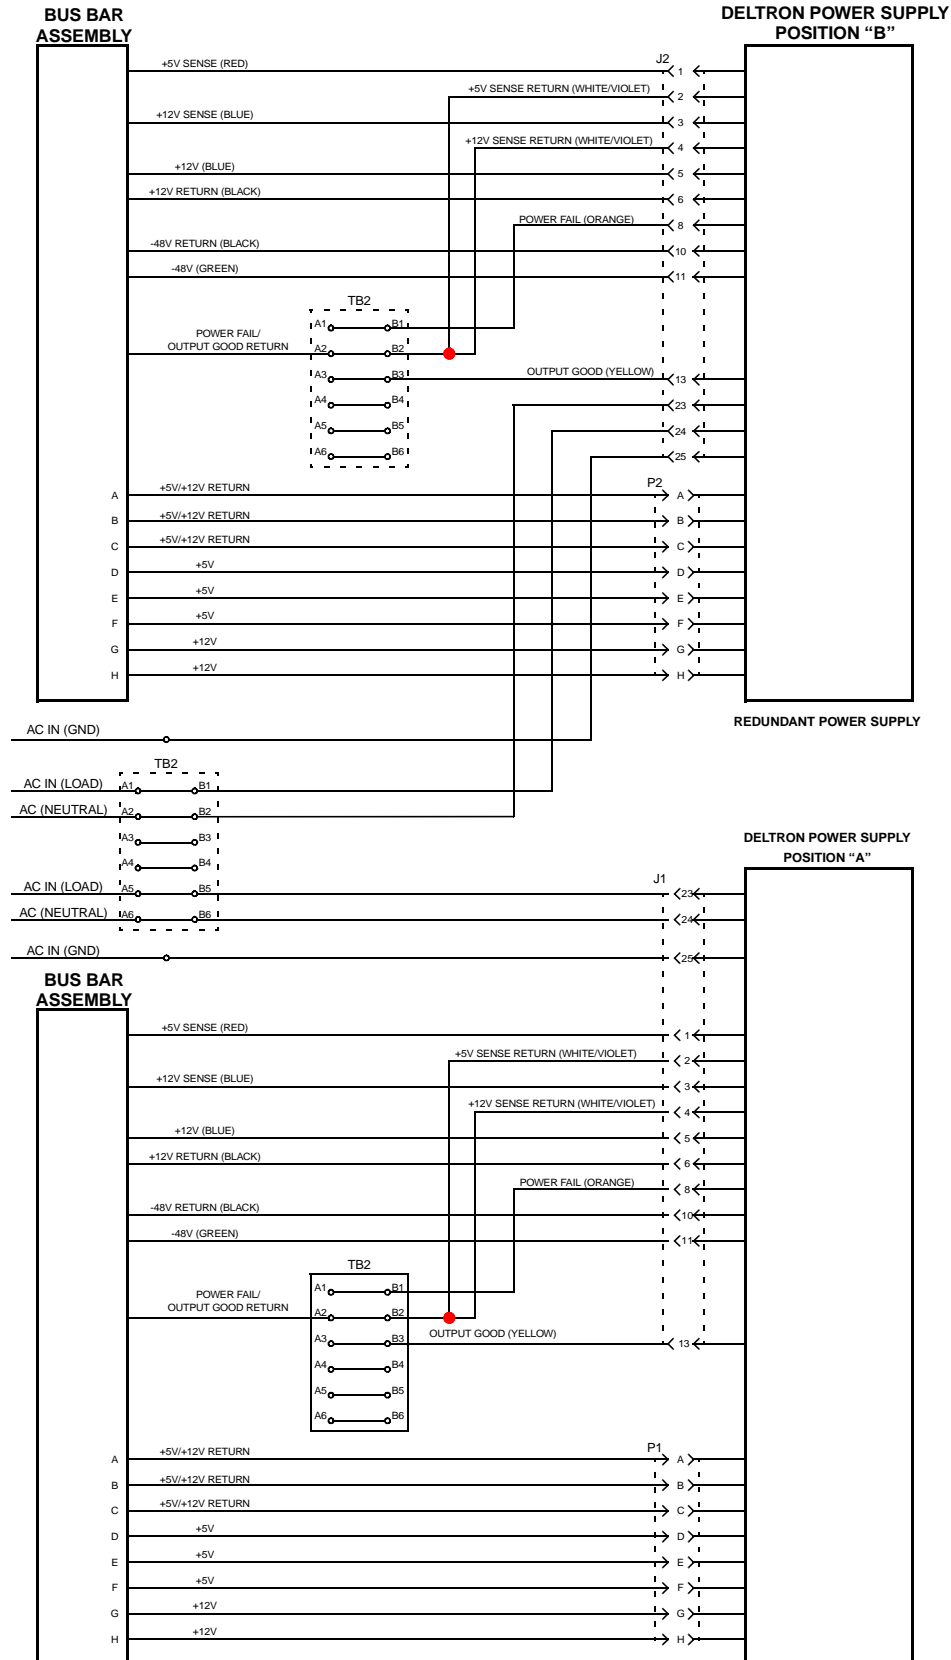 BUS BAR
ASSEMBLY
DELTRON POWER SUPPLY
POSITION “B”
J2
+5V SENSE (RED)
1
+5V SENSE RETURN (WHITE/VIOLET)
2
+12V SENSE (BLUE)
3
+12V SENSE RETURN (WHITE/VIOLET)
4
+12V (BLUE)
5
+12V RETURN (BLACK)
6
POWER FAIL (ORANGE)
8
-48V RETURN (BLACK)
10
-48V (GREEN)
11
TB2
A1 B1
POWER FAIL/
OUTPUT GOOD RETURN
A2 B2
A3 B3
OUTPUT GOOD (YELLOW)
13
A4 B4
23
A5 B5
24
A6 B6
25
P2
A +5V/+12V RETURN A
B +5V/+12V RETURN B
C +5V/+12V RETURN C
D +5V D
E +5V E
F +5V F
G +12V G
H +12V H
REDUNDANT POWER SUPPLY
AC IN (GND)
TB2
AC IN (LOAD) A1 B1
AC (NEUTRAL) A2 B2
A3 B3
A4 B4
DELTRON POWER SUPPLY
POSITION “A”
J1
AC IN (LOAD) A5 B5 23
AC (NEUTRAL) A6 B6 24
AC IN (GND) 25
BUS BAR
ASSEMBLY
+5V SENSE (RED)
1
+5V SENSE RETURN (WHITE/VIOLET)
2
+12V SENSE (BLUE)
3
+12V SENSE RETURN (WHITE/VIOLET)
4
+12V (BLUE)
5
+12V RETURN (BLACK)
6
POWER FAIL (ORANGE)
8
-48V RETURN (BLACK)
10
-48V (GREEN)
11
TB2
A1 B1
POWER FAIL/
OUTPUT GOOD RETURN
A2 B2
A3 B3
OUTPUT GOOD (YELLOW)
13
A4 B4
A5 B5
A6 B6
P1
A +5V/+12V RETURN A
B +5V/+12V RETURN B
C +5V/+12V RETURN C
D +5V D
E +5V E
F +5V F
G +12V G
H +12V H